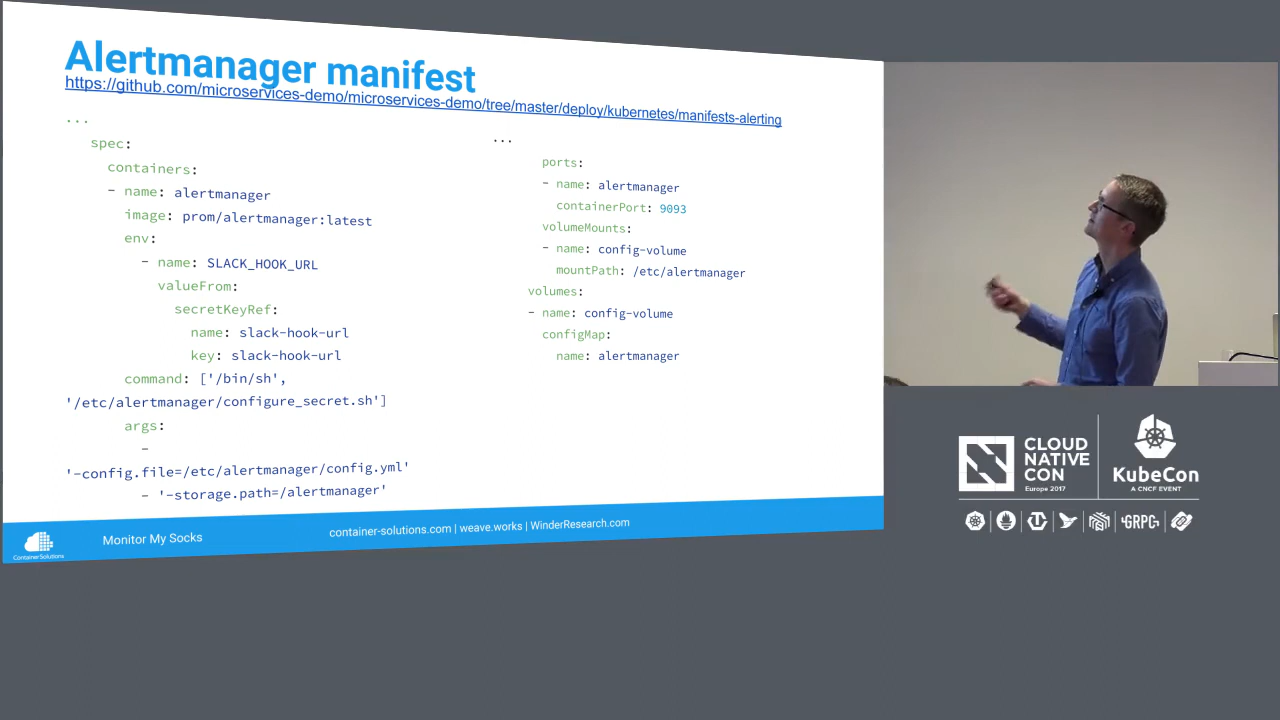 Alertmanager manifest
https://github.com/microservices-demo/microservices-demo/tree/master/deploy/kubernetes/manifests-alerting
...
spec:
containers:
- name: alertmanager
image: prom/alertmanager:latest
env:
- name: SLACK_HOOK_URL
valueFrom:
secretKeyRef:
name: slack-hook-url
key: slack-hook-url
command: ['/bin/sh',
'/etc/alertmanager/configure_secret.sh']
args:
-
'-config.file=/etc/alertmanager/config.yml'
- '-storage.path=/alertmanager'
...
ports:
- name: alertmanager
containerPort: 9093
volumeMounts:
- name: config-volume
mountPath: /etc/alertmanager
volumes:
- name: config-volume
configMap:
name: alertmanager
ContainerSolutions
Monitor My Socks
container-solutions.com | weave.works | WinderResearch.com
CLOUD
NATIVE
CON
Europe 2017
KubeCon
A CNCF EVENT
GRPC